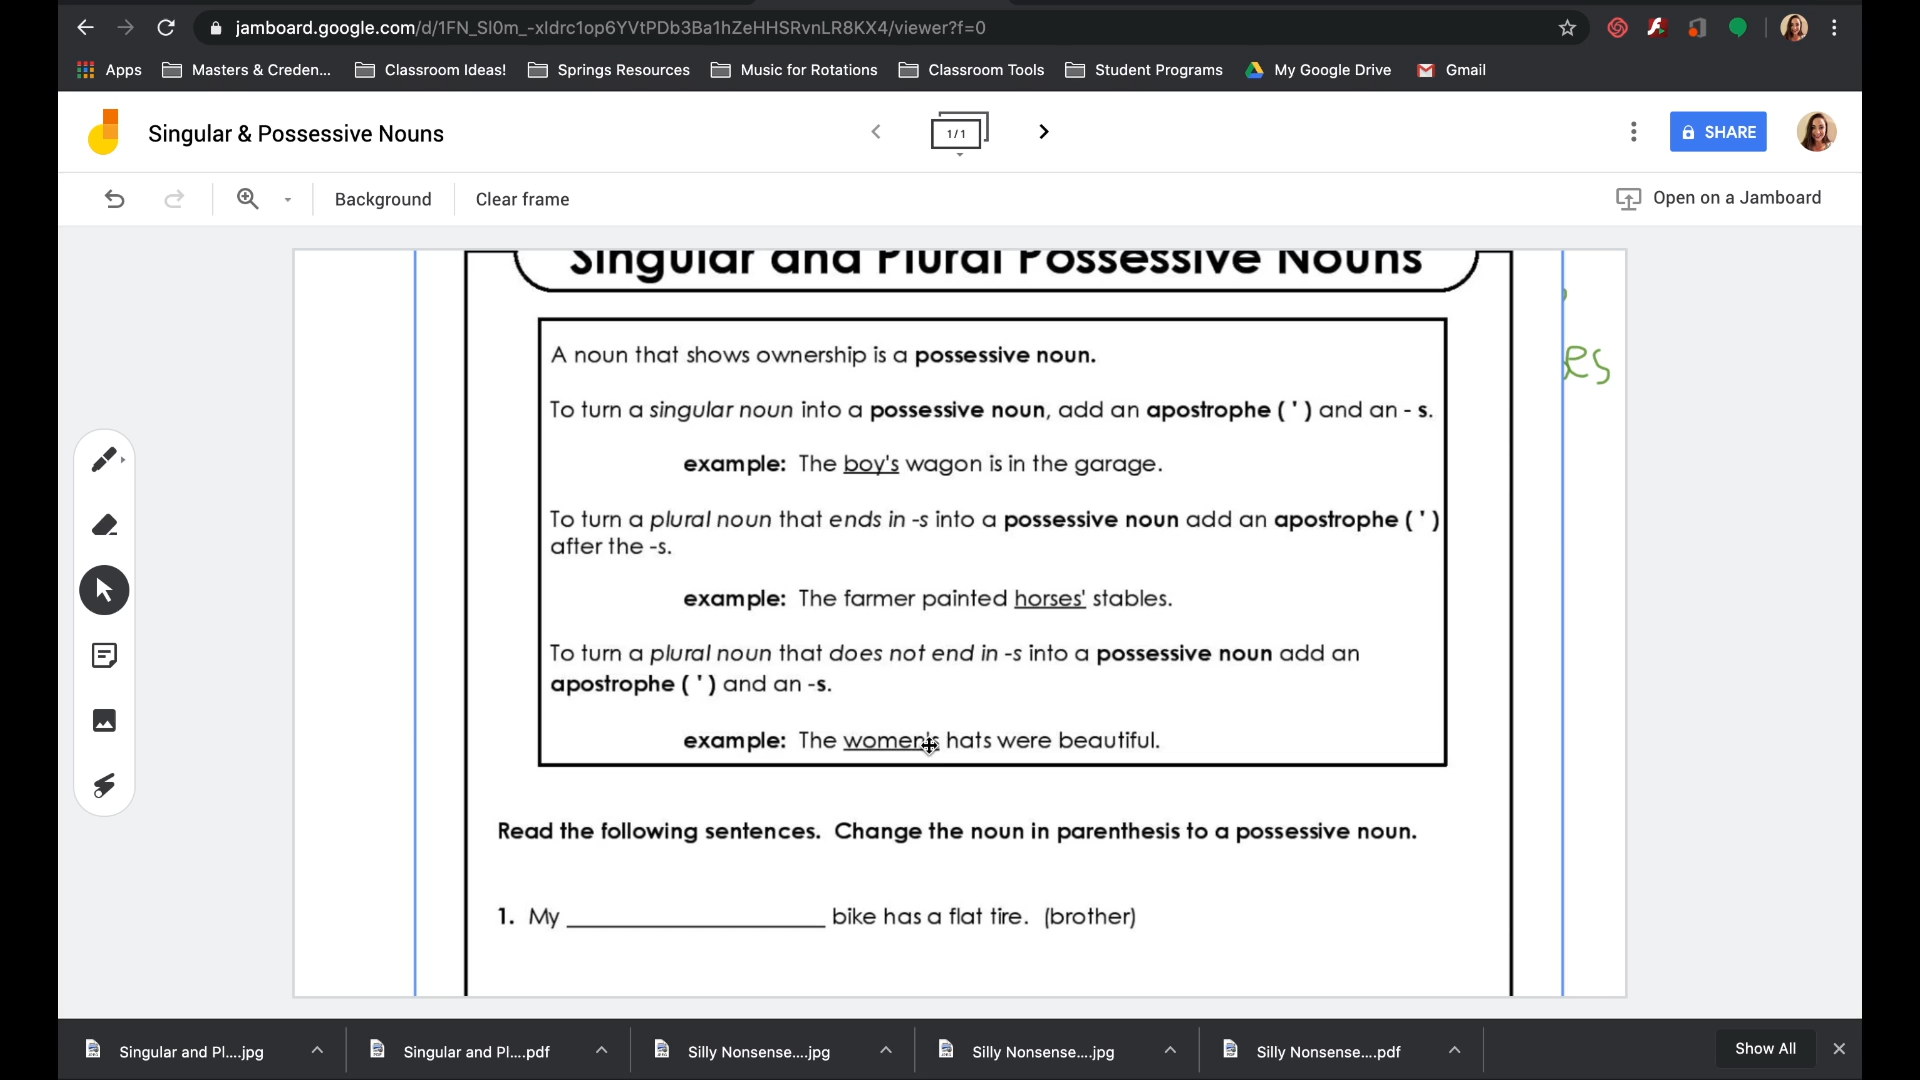 jamboard.google.com/d/1FN_Sl0m_-xldrc1op6YVtPDb3Ba1hZeHHSRvnLR8KX4/viewer?f=0
Apps Masters & Creden... Classroom Ideas! Springs Resources Music for Rotations Classroom Tools Student Programs My Google Drive Gmail
Singular & Possessive Nouns 1/1 SHARE
Background Clear frame Open on a Jamboard
Singular and Plural Possessive Nouns
A noun that shows ownership is a possessive noun.
es
To turn a singular noun into a possessive noun, add an apostrophe ( ' ) and an - s.
example: The boy's wagon is in the garage.
To turn a plural noun that ends in -s into a possessive noun add an apostrophe ( ' )
after the -s.
example: The farmer painted horses' stables.
To turn a plural noun that does not end in -s into a possessive noun add an
apostrophe ( ' ) and an -s.
example: The women's hats were beautiful.
Read the following sentences. Change the noun in parenthesis to a possessive noun.
1. My ____________________ bike has a flat tire. (brother)
Singular and Pl....jpg Singular and Pl....pdf Silly Nonsense....jpg Silly Nonsense....jpg Silly Nonsense....pdf Show All